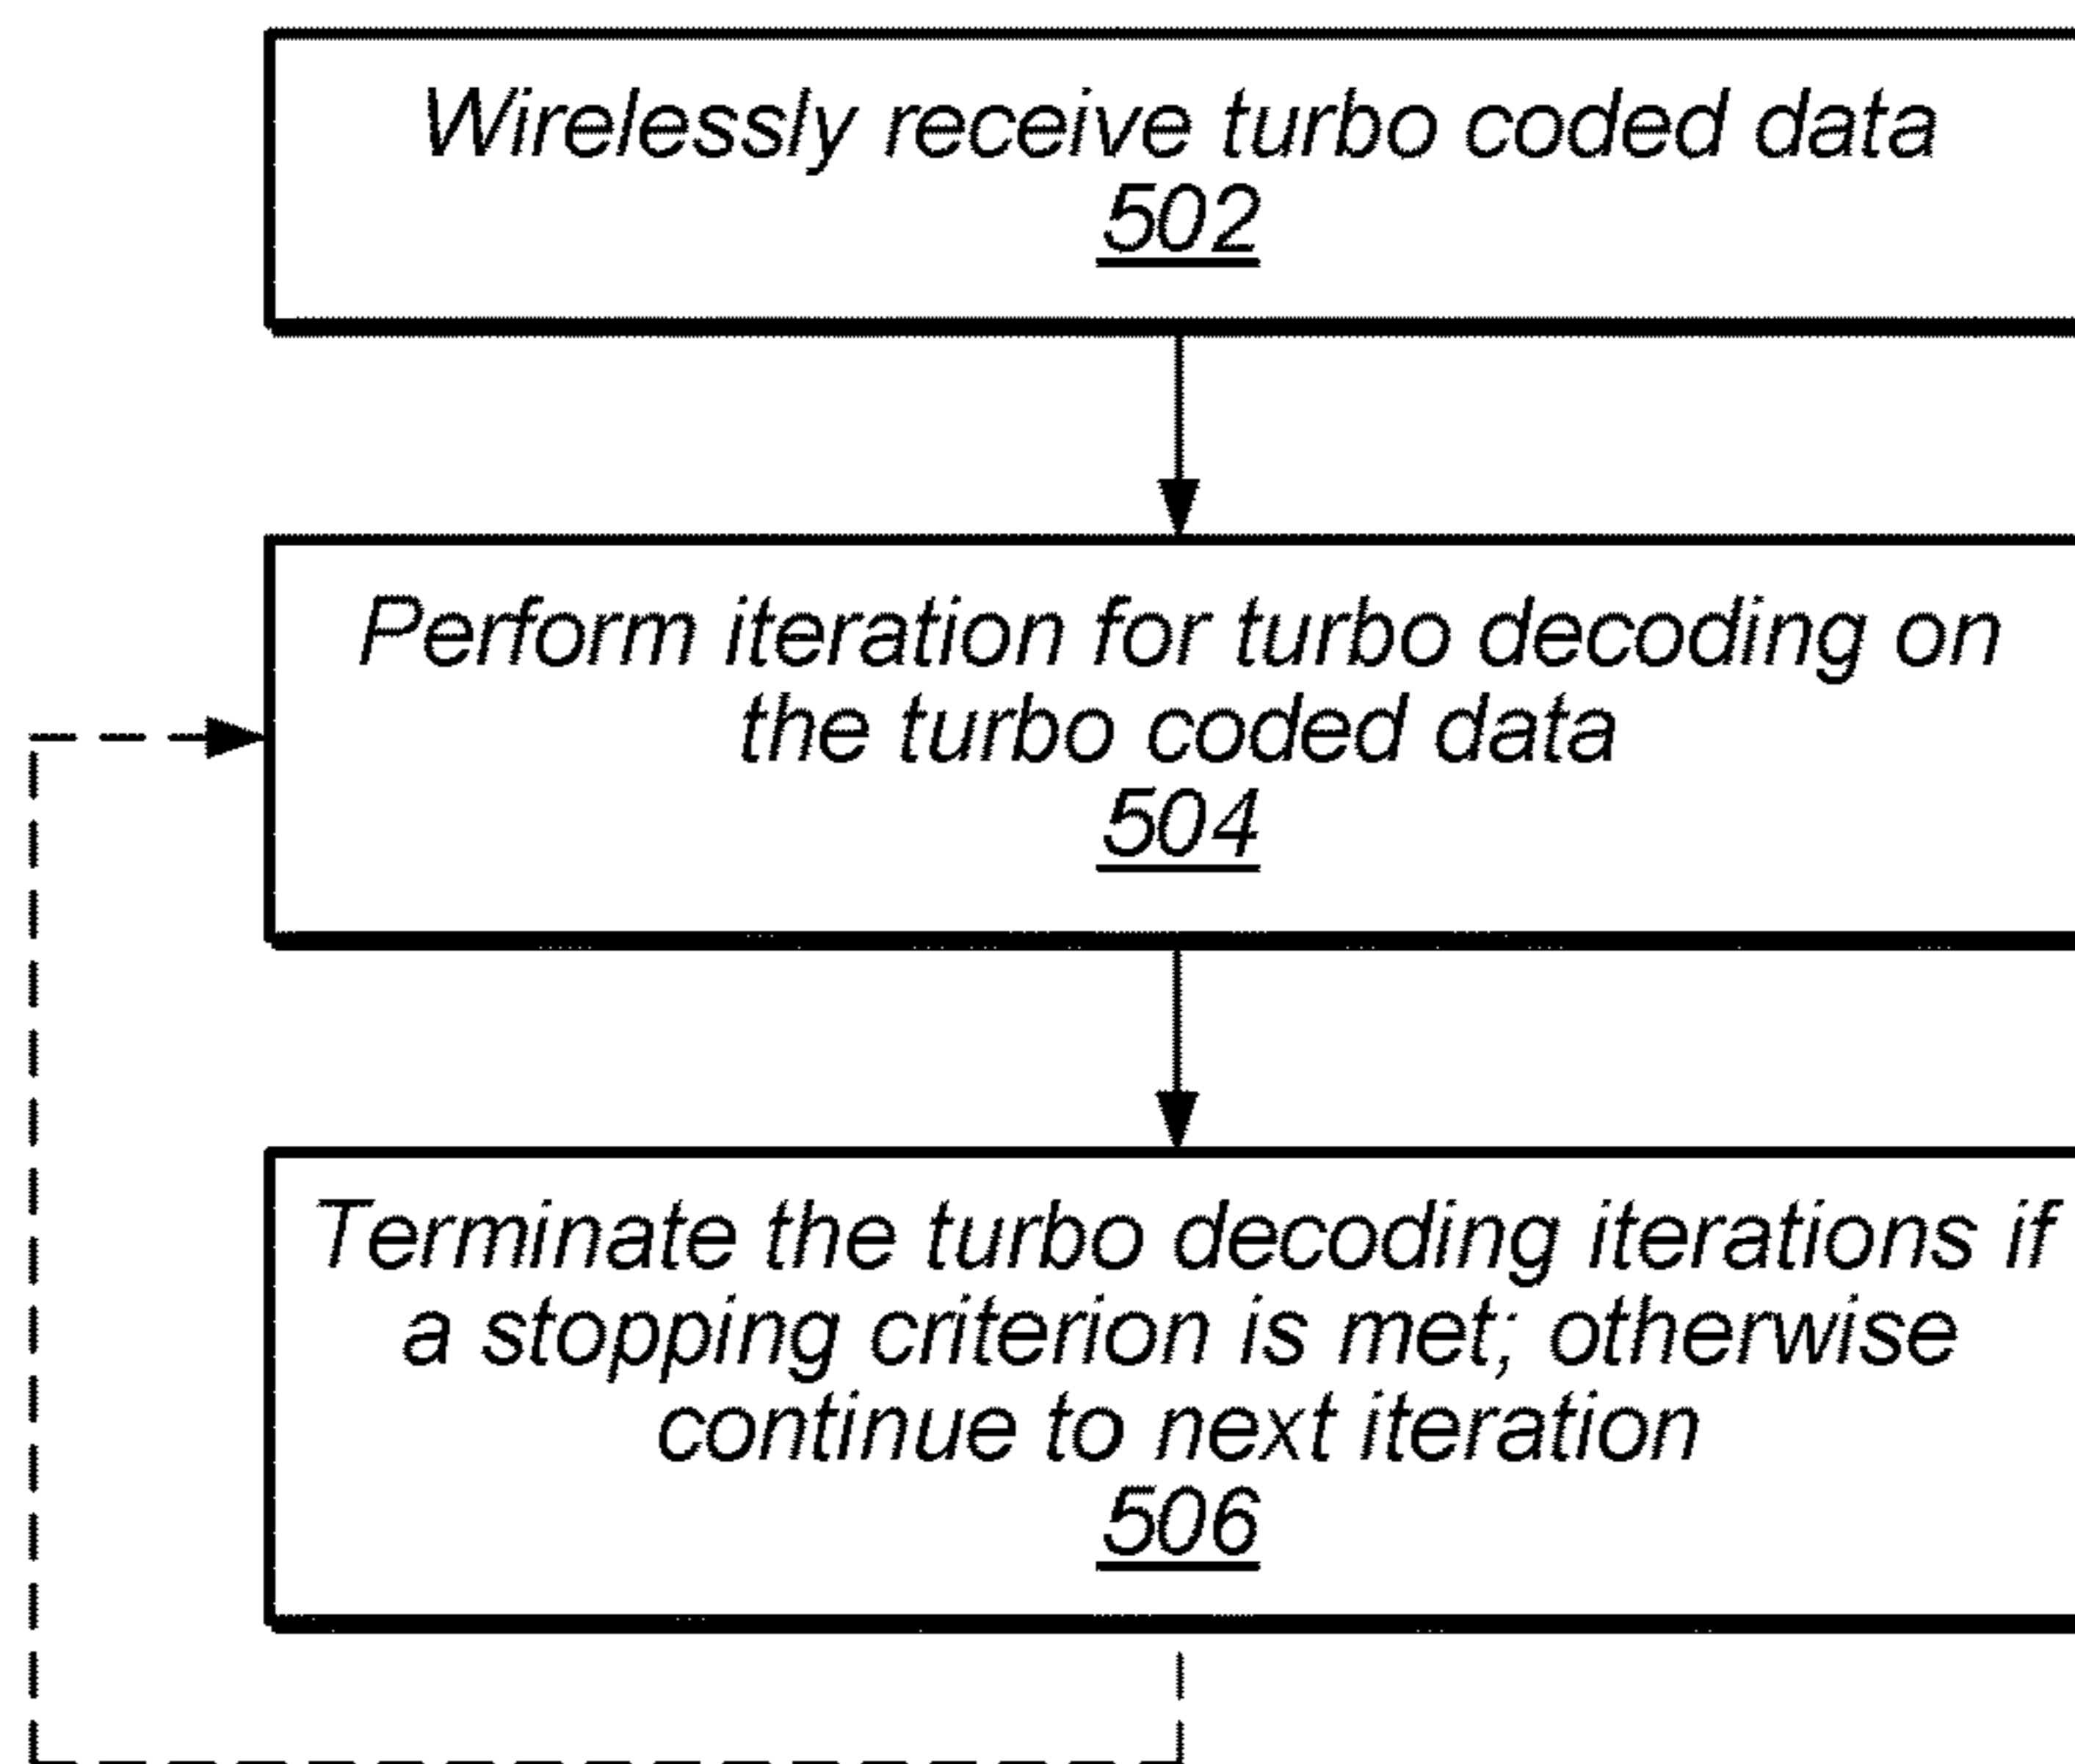 Wirelessly receive turbo coded data
502
Perform iteration for turbo decoding on
the turbo coded data
504
Terminate the turbo decoding iterations if
a stopping criterion is met; otherwise
continue to next iteration
506